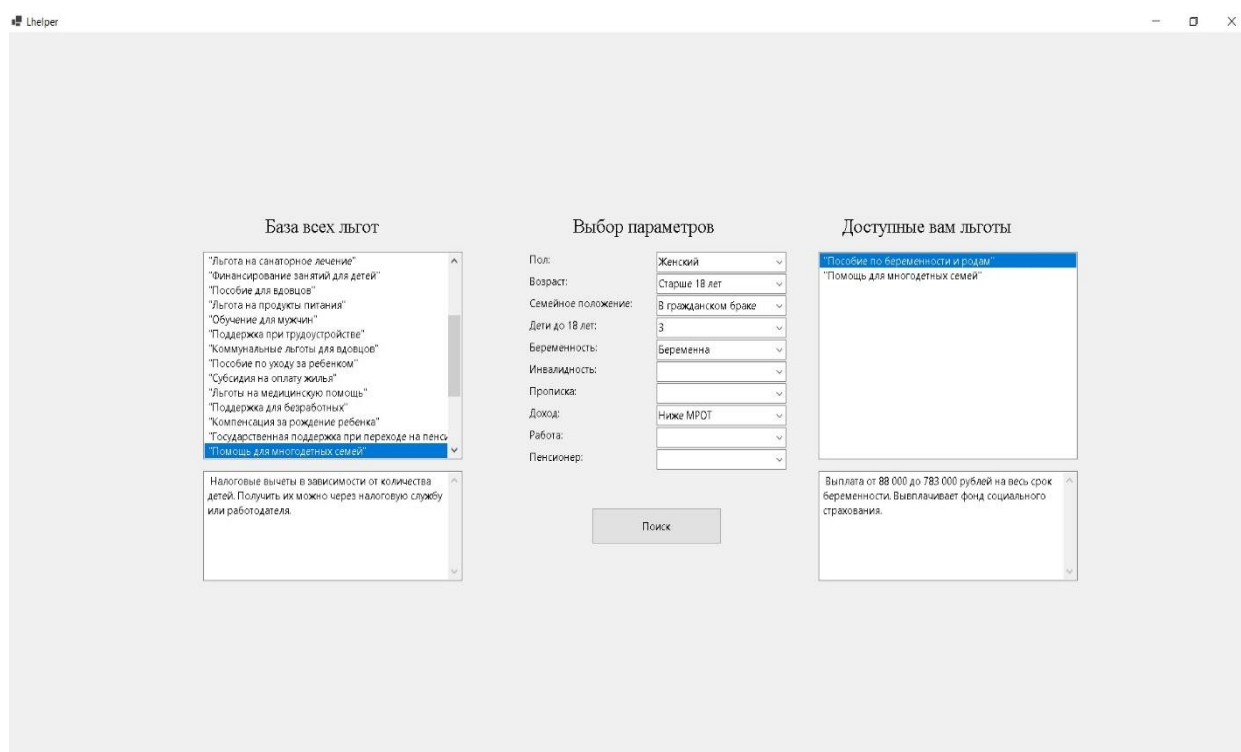 Lhelper
База всех льгот
"Льгота на санаторное лечение"
"Финансирование занятий для детей"
"Пособие для вдовцов"
"Льгота на продукты питания"
"Обучение для мужчин"
"Поддержка при трудоустройстве"
"Коммунальные льготы для вдовцов"
"Пособие по уходу за ребенком"
"Субсидия на оплату жилья"
"Льготы на медицинскую помощь"
"Поддержка для безработных"
"Компенсация за рождение ребенка"
"Государственная поддержка при переходе на пенси
"Помощь для многодетных семей"
Налоговые вычеты в зависимости от количества
детей. Получить их можно через налоговую службу
или работодателя.
Выбор параметров
Пол: Женский
Возраст: Старше 18 лет
Семейное положение: В гражданском браке
Дети до 18 лет: 3
Беременность: Беременна
Инвалидность:
Прописка:
Доход: Ниже МРОТ
Работа:
Пенсионер:
Поиск
Доступные вам льготы
"Пособие по беременности и родам"
"Помощь для многодетных семей"
Выплата от 88 000 до 783 000 рублей на весь срок
беременности. Вывплачивает фонд социального
страхования.